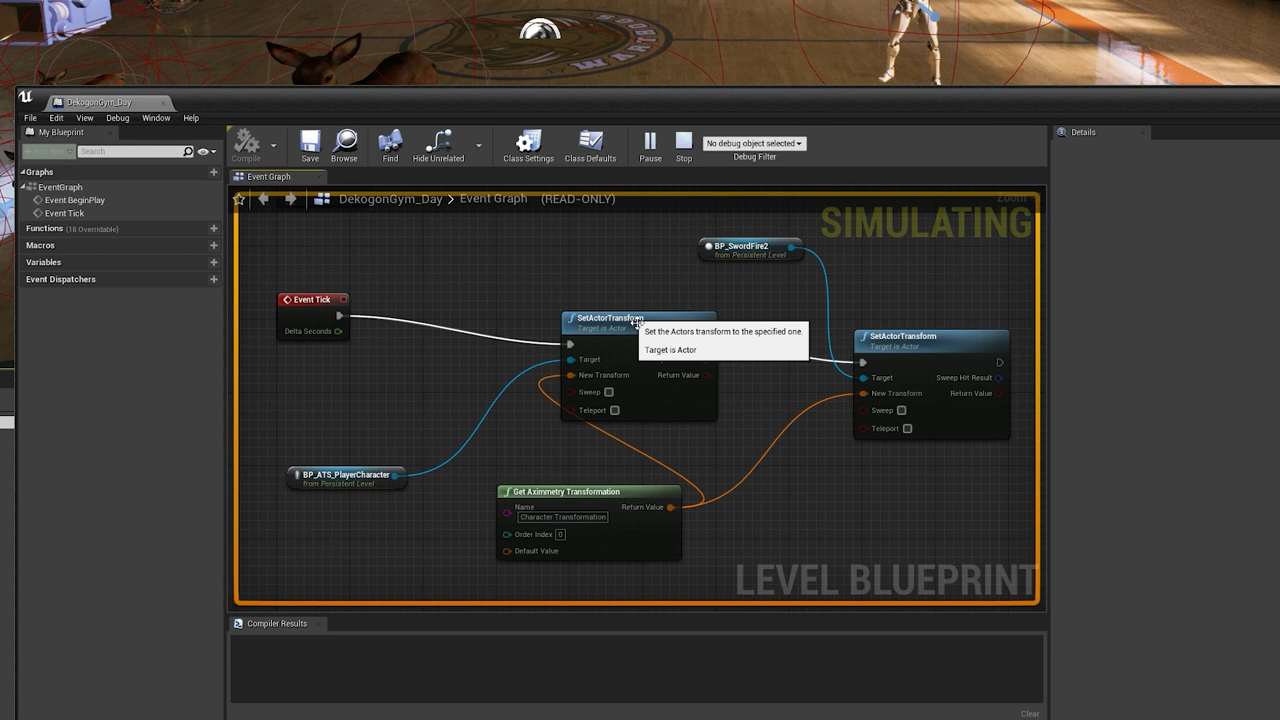 DekogonGym_Day
File Edit View Debug Window Help
My Blueprint
Search
Graphs
EventGraph
Event BeginPlay
Event Tick
Functions (18 Overridable)
Macros
Variables
Event Dispatchers
Compile
Save
Browse
Find
Hide Unrelated
Class Settings
Class Defaults
Pause
Stop
No debug object selected
Debug Filter
Event Graph
DekogonGym_Day > Event Graph (READ-ONLY)
Zoom
SIMULATING
BP_SwordFire2
from Persistent Level
Event Tick
Delta Seconds
SetActorTransform
Target is Actor
Target
New Transform
Return Value
Sweep
Teleport
Set the Actors transform to the specified one.
Target is Actor
SetActorTransform
Target is Actor
Target
Sweep Hit Result
New Transform
Return Value
Sweep
Teleport
BP_ATS_PlayerCharacter
from Persistent Level
Get Aximmetry Transformation
Name
Return Value
Character Transformation
Order Index 0
Default Value
LEVEL BLUEPRINT
Compiler Results
Clear
Details